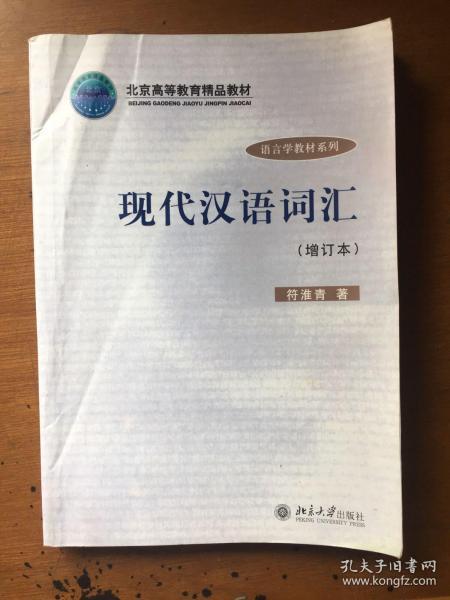 北京高等教育精品教材
BEIJING GAODENG JIAOYU JINGPIN JIAOCAI
语言学教材系列
现代汉语词汇
(增订本)
符淮青 著
北京大学出版社
PEKING UNIVERSITY PRESS
孔夫子旧书网
www.kongfz.com